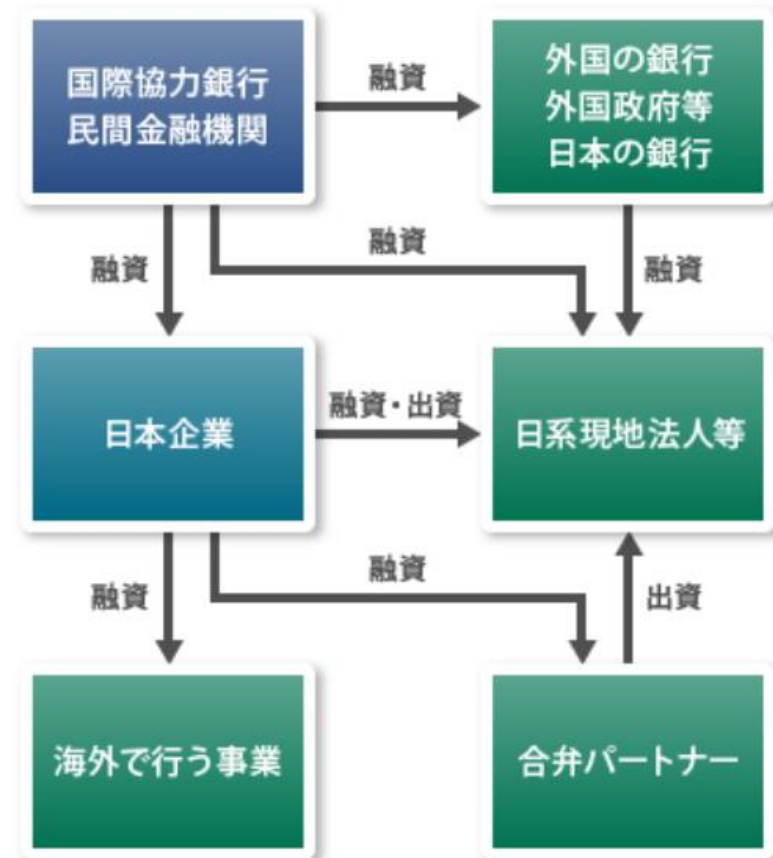 国際協力銀行
民間金融機関
融資
外国の銀行
外国政府等
日本の銀行
融資
融資
融資
日本企業
融資・出資
日系現地法人等
融資
融資
出資
海外で行う事業
合弁パートナー